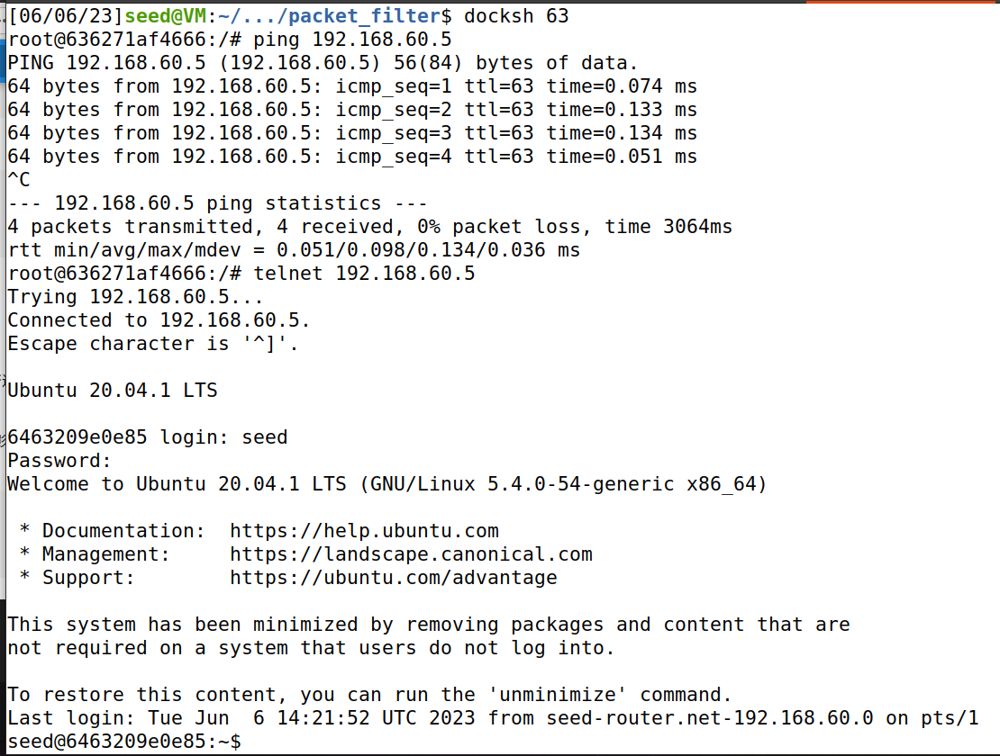 [06/06/23]seed@VM:~/.../packet_filter$ docksh 63
root@636271af4666:/# ping 192.168.60.5
PING 192.168.60.5 (192.168.60.5) 56(84) bytes of data.
64 bytes from 192.168.60.5: icmp_seq=1 ttl=63 time=0.074 ms
64 bytes from 192.168.60.5: icmp_seq=2 ttl=63 time=0.133 ms
64 bytes from 192.168.60.5: icmp_seq=3 ttl=63 time=0.134 ms
64 bytes from 192.168.60.5: icmp_seq=4 ttl=63 time=0.051 ms
^C
--- 192.168.60.5 ping statistics ---
4 packets transmitted, 4 received, 0% packet loss, time 3064ms
rtt min/avg/max/mdev = 0.051/0.098/0.134/0.036 ms
root@636271af4666:/# telnet 192.168.60.5
Trying 192.168.60.5...
Connected to 192.168.60.5.
Escape character is '^]'.
Ubuntu 20.04.1 LTS
6463209e0e85 login: seed
Password:
Welcome to Ubuntu 20.04.1 LTS (GNU/Linux 5.4.0-54-generic x86_64)
 * Documentation:  https://help.ubuntu.com
 * Management:     https://landscape.canonical.com
 * Support:        https://ubuntu.com/advantage
This system has been minimized by removing packages and content that are
not required on a system that users do not log into.
To restore this content, you can run the 'unminimize' command.
Last login: Tue Jun  6 14:21:52 UTC 2023 from seed-router.net-192.168.60.0 on pts/1
seed@6463209e0e85:~$